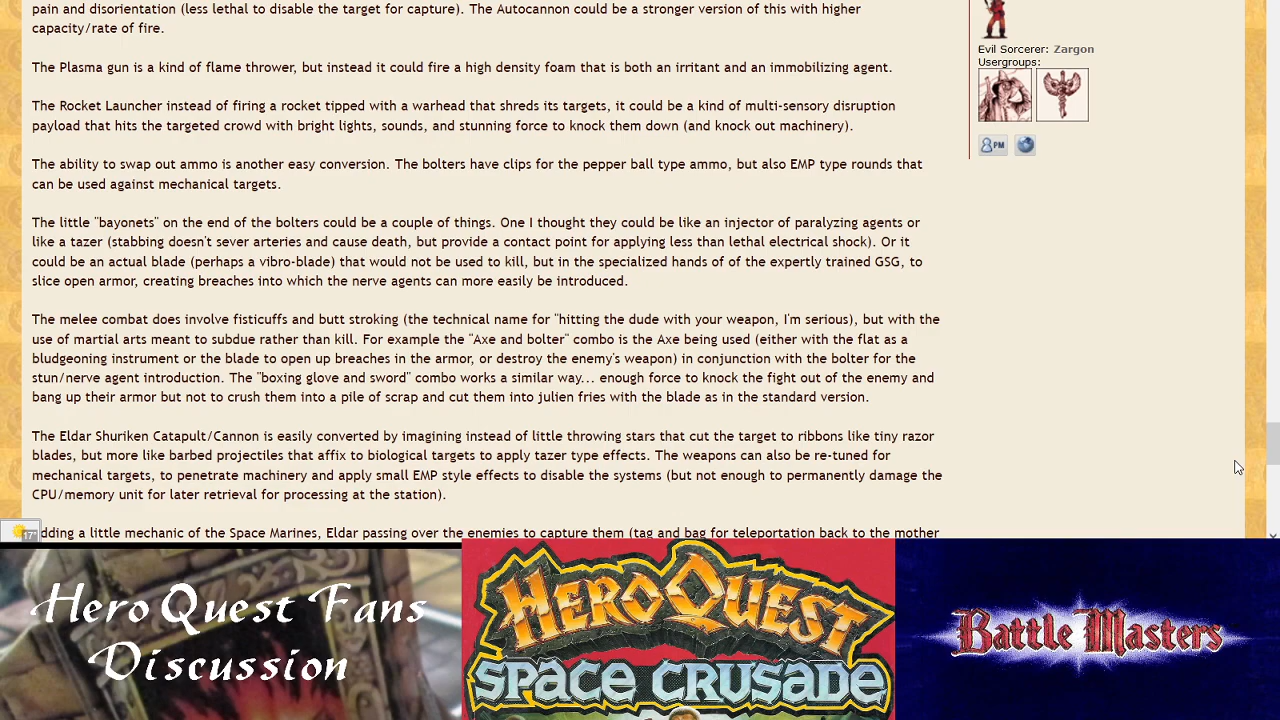 pain and disorientation (less lethal to disable the target for capture). The Autocannon could be a stronger version of this with higher
capacity/rate of fire.
The Plasma gun is a kind of flame thrower, but instead it could fire a high density foam that is both an irritant and an immobilizing agent.
The Rocket Launcher instead of firing a rocket tipped with a warhead that shreds its targets, it could be a kind of multi-sensory disruption
payload that hits the targeted crowd with bright lights, sounds, and stunning force to knock them down (and knock out machinery).
The ability to swap out ammo is another easy conversion. The bolters have clips for the pepper ball type ammo, but also EMP type rounds that
can be used against mechanical targets.
The little "bayonets" on the end of the bolters could be a couple of things. One I thought they could be like an injector of paralyzing agents or
like a tazer (stabbing doesn't sever arteries and cause death, but provide a contact point for applying less than lethal electrical shock). Or it
could be an actual blade (perhaps a vibro-blade) that would not be used to kill, but in the specialized hands of of the expertly trained GSG, to
slice open armor, creating breaches into which the nerve agents can more easily be introduced.
The melee combat does involve fisticuffs and butt stroking (the technical name for "hitting the dude with your weapon, I'm serious), but with the
use of martial arts meant to subdue rather than kill. For example the "Axe and bolter" combo is the Axe being used (either with the flat as a
bludgeoning instrument or the blade to open up breaches in the armor, or destroy the enemy's weapon) in conjunction with the bolter for the
stun/nerve agent introduction. The "boxing glove and sword" combo works a similar way... enough force to knock the fight out of the enemy and
bang up their armor but not to crush them into a pile of scrap and cut them into julien fries with the blade as in the standard version.
The Eldar Shuriken Catapult/Cannon is easily converted by imagining instead of little throwing stars that cut the target to ribbons like tiny razor
blades, but more like barbed projectiles that affix to biological targets to apply tazer type effects. The weapons can also be re-tuned for
mechanical targets, to penetrate machinery and apply small EMP style effects to disable the systems (but not enough to permanently damage the
CPU/memory unit for later retrieval for processing at the station).
dding a little mechanic of the Space Marines, Eldar passing over the enemies to capture them (tag and bag for teleportation back to the mother
Evil Sorcerer: Zargon
Usergroups:
PM
17°
HeroQuest Fans
Discussion
HEROQUEST
SPACE CRUSADE
Battle Masters